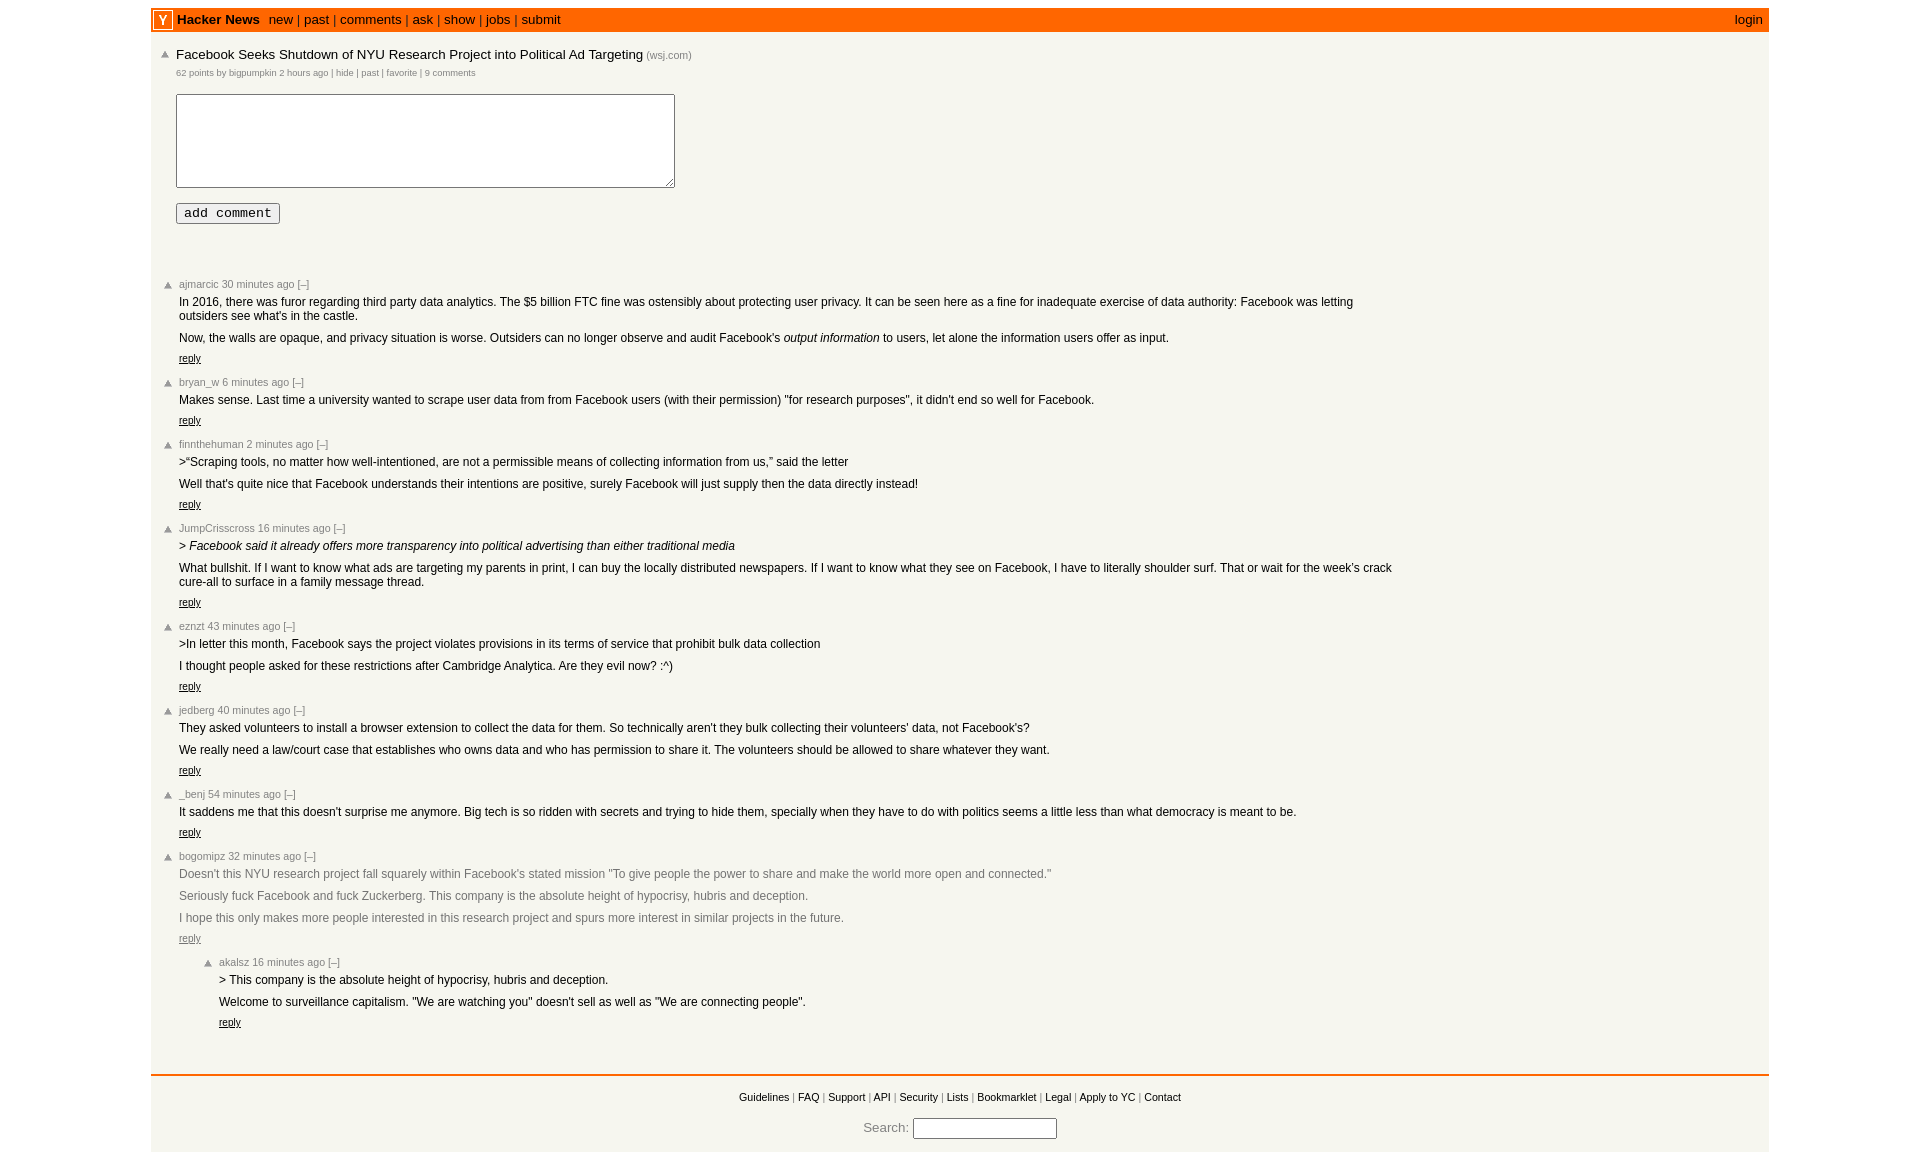 Y Hacker News new | past | comments | ask | show | jobs | submit login
Facebook Seeks Shutdown of NYU Research Project into Political Ad Targeting (wsj.com)
62 points by bigpumpkin 2 hours ago | hide | past | favorite | 9 comments
add comment
ajmarcic 30 minutes ago [–]
In 2016, there was furor regarding third party data analytics. The $5 billion FTC fine was ostensibly about protecting user privacy. It can be seen here as a fine for inadequate exercise of data authority: Facebook was letting
outsiders see what's in the castle.
Now, the walls are opaque, and privacy situation is worse. Outsiders can no longer observe and audit Facebook's output information to users, let alone the information users offer as input.
reply
bryan_w 6 minutes ago [–]
Makes sense. Last time a university wanted to scrape user data from from Facebook users (with their permission) "for research purposes", it didn't end so well for Facebook.
reply
finnthehuman 2 minutes ago [–]
>“Scraping tools, no matter how well-intentioned, are not a permissible means of collecting information from us,” said the letter
Well that's quite nice that Facebook understands their intentions are positive, surely Facebook will just supply then the data directly instead!
reply
JumpCrisscross 16 minutes ago [–]
> Facebook said it already offers more transparency into political advertising than either traditional media
What bullshit. If I want to know what ads are targeting my parents in print, I can buy the locally distributed newspapers. If I want to know what they see on Facebook, I have to literally shoulder surf. That or wait for the week’s crack
cure-all to surface in a family message thread.
reply
eznzt 43 minutes ago [–]
>In letter this month, Facebook says the project violates provisions in its terms of service that prohibit bulk data collection
I thought people asked for these restrictions after Cambridge Analytica. Are they evil now? :^)
reply
jedberg 40 minutes ago [–]
They asked volunteers to install a browser extension to collect the data for them. So technically aren't they bulk collecting their volunteers' data, not Facebook's?
We really need a law/court case that establishes who owns data and who has permission to share it. The volunteers should be allowed to share whatever they want.
reply
_benj 54 minutes ago [–]
It saddens me that this doesn't surprise me anymore. Big tech is so ridden with secrets and trying to hide them, specially when they have to do with politics seems a little less than what democracy is meant to be.
reply
bogomipz 32 minutes ago [–]
Doesn't this NYU research project fall squarely within Facebook's stated mission "To give people the power to share and make the world more open and connected."
Seriously fuck Facebook and fuck Zuckerberg. This company is the absolute height of hypocrisy, hubris and deception.
I hope this only makes more people interested in this research project and spurs more interest in similar projects in the future.
reply
akalsz 16 minutes ago [–]
> This company is the absolute height of hypocrisy, hubris and deception.
Welcome to surveillance capitalism. "We are watching you" doesn't sell as well as "We are connecting people".
reply
Guidelines | FAQ | Support | API | Security | Lists | Bookmarklet | Legal | Apply to YC | Contact
Search: